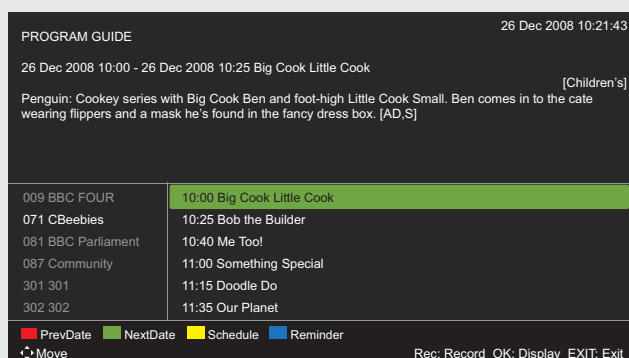 PROGRAM GUIDE
26 Dec 2008 10:21:43
26 Dec 2008 10:00 - 26 Dec 2008 10:25 Big Cook Little Cook
[Children's]
Penguin: Cookey series with Big Cook Ben and foot-high Little Cook Small. Ben comes in to the cate
wearing flippers and a mask he's found in the fancy dress box. [AD,S]
009 BBC FOUR
071 CBeebies
081 BBC Parliament
087 Community
301 301
302 302
10:00 Big Cook Little Cook
10:25 Bob the Builder
10:40 Me Too!
11:00 Something Special
11:15 Doodle Do
11:35 Our Planet
PrevDate NextDate Schedule Reminder
Move
Rec: Record OK: Display EXIT: Exit